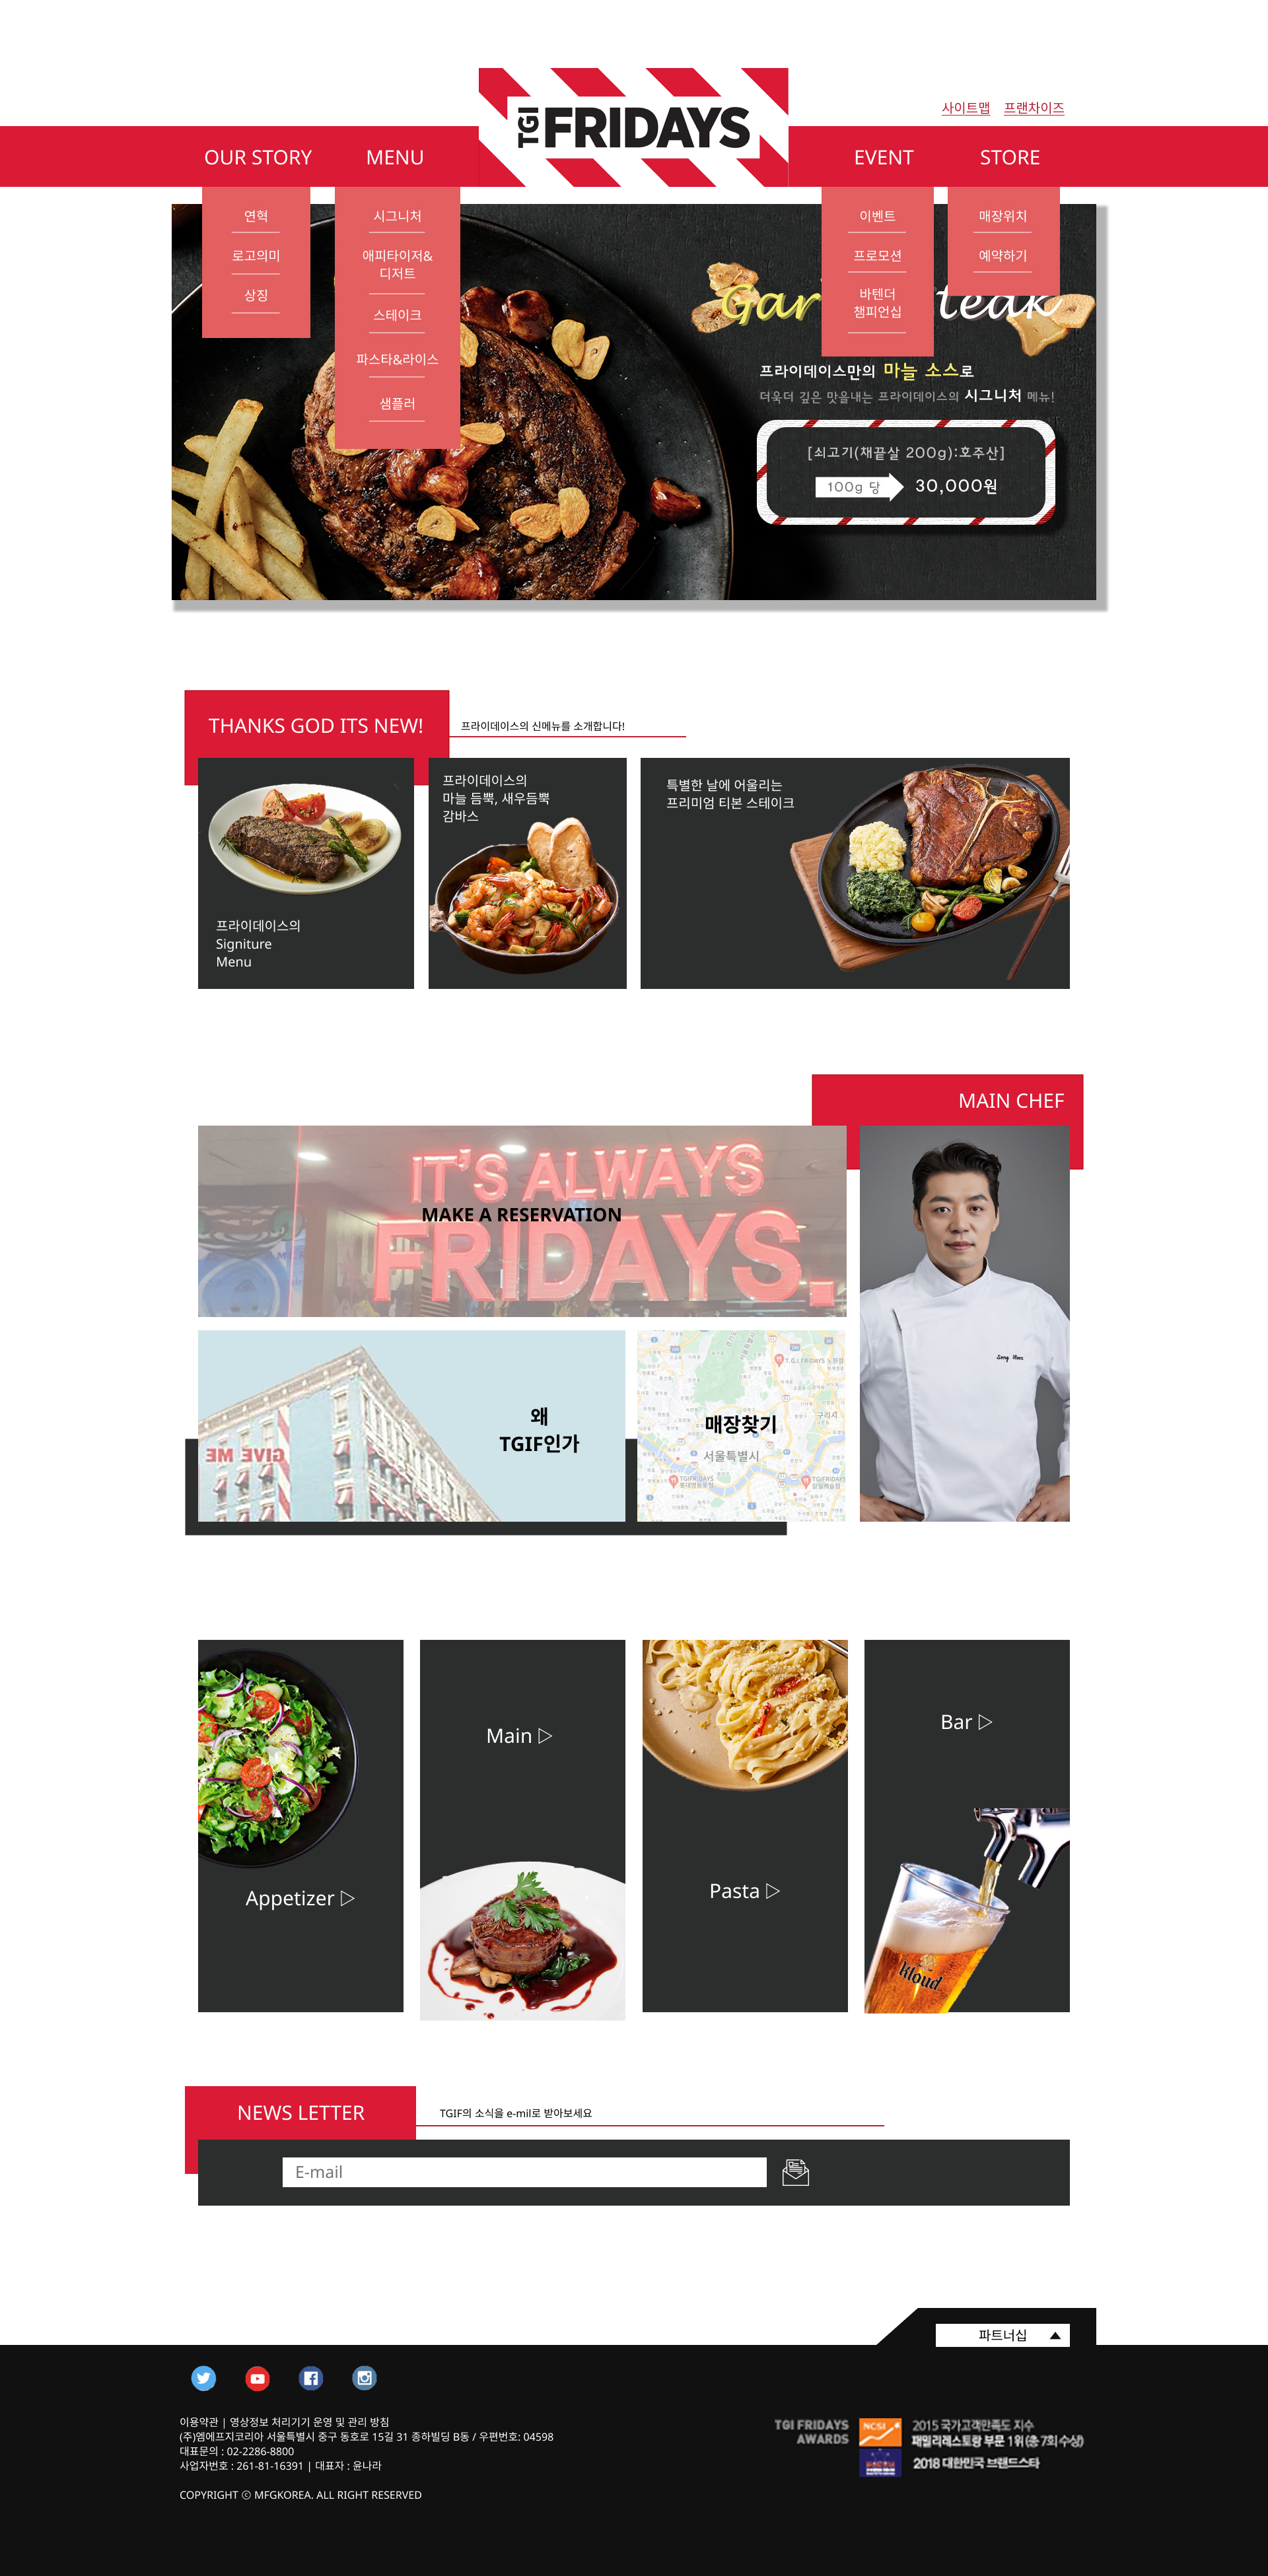 사이트맵 프랜차이즈
TGI FRIDAYS
OUR STORY MENU EVENT STORE
연혁
로고의미
상징
시그니처
애피타이저&
디저트
스테이크
파스타&라이스
샘플러
이벤트
프로모션
바텐더
챔피언십
매장위치
예약하기
Gar teak
프라이데이스만의 마늘 소스로
더욱더 깊은 맛을내는 프라이데이스의 시그니처 메뉴!
[쇠고기(채끝살 200g):호주산]
100g 당 30,000원
THANKS GOD ITS NEW!
프라이데이스의 신메뉴를 소개합니다!
프라이데이스의
Signiture
Menu
프라이데이스의
마늘 듬뿍, 새우듬뿍
감바스
특별한 날에 어울리는
프리미엄 티본 스테이크
MAIN CHEF
IT'S ALWAYS
FRIDAYS.
MAKE A RESERVATION
GIVE ME
왜
TGIF인가
매장찾기
서울특별시
구리시
T.G.I.FRIDAYS
TGIFRIDAYS
TGIFRIDAYS
Appetizer ▷
Main ▷
Pasta ▷
Bar ▷
kloud
NEWS LETTER
TGIF의 소식을 e-mil로 받아보세요
E-mail
파트너십 ▲
이용약관 | 영상정보 처리기기 운영 및 관리 방침
(주)엠에프지코리아 서울특별시 중구 동호로 15길 31 종하빌딩 B동 / 우편번호: 04598
대표문의 : 02-2286-8800
사업자번호 : 261-81-16391 | 대표자 : 윤나라
COPYRIGHT ⓒ MFGKOREA. ALL RIGHT RESERVED
TGI FRIDAYS
AWARDS
NCSI
2015 국가고객만족도 지수
패밀리레스토랑 부문 1위 (총 7회 수상)
2018 대한민국 브랜드스타